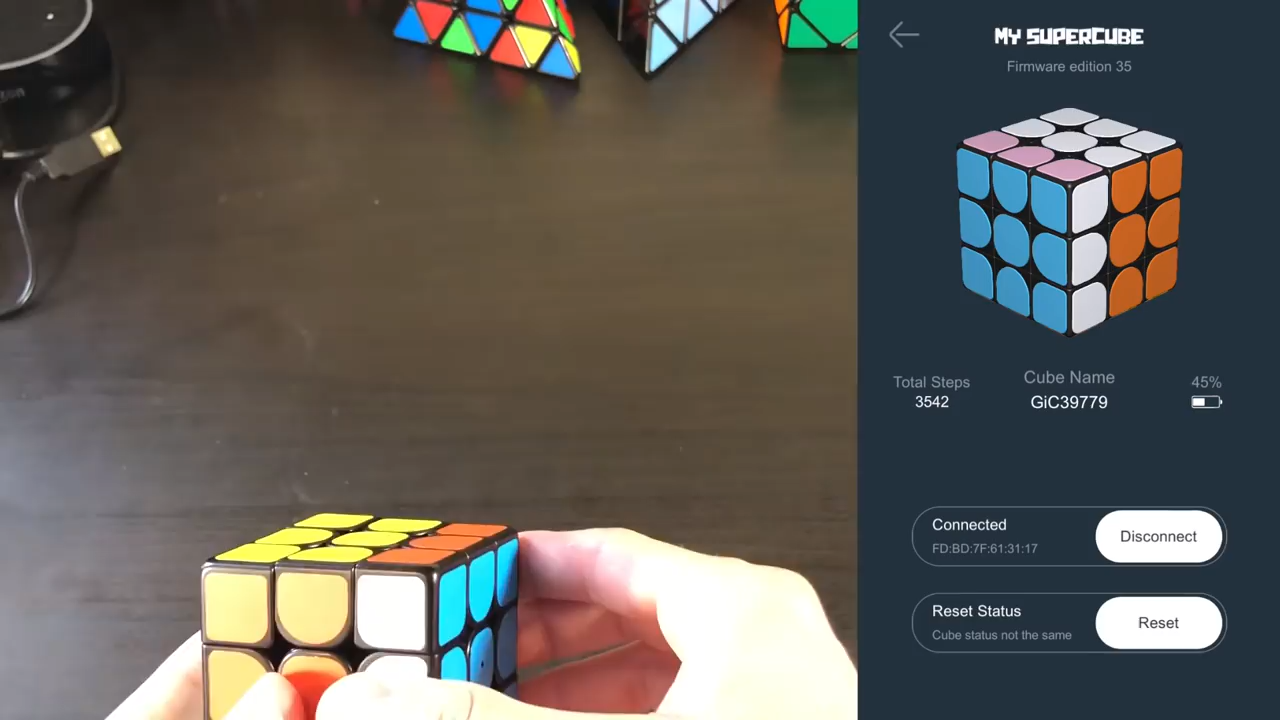 MY SUPERCUBE
Firmware edition 35
Total Steps
3542
Cube Name
GiC39779
45%
Connected
FD:BD:7F:61:31:17
Disconnect
Reset Status
Cube status not the same
Reset